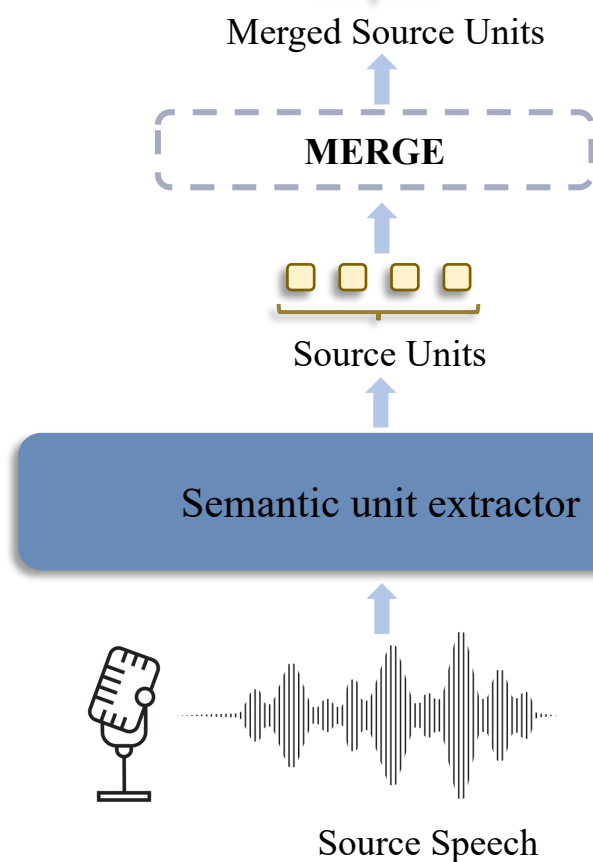 Merged Source Units
MERGE
Source Units
Semantic unit extractor
Source Speech